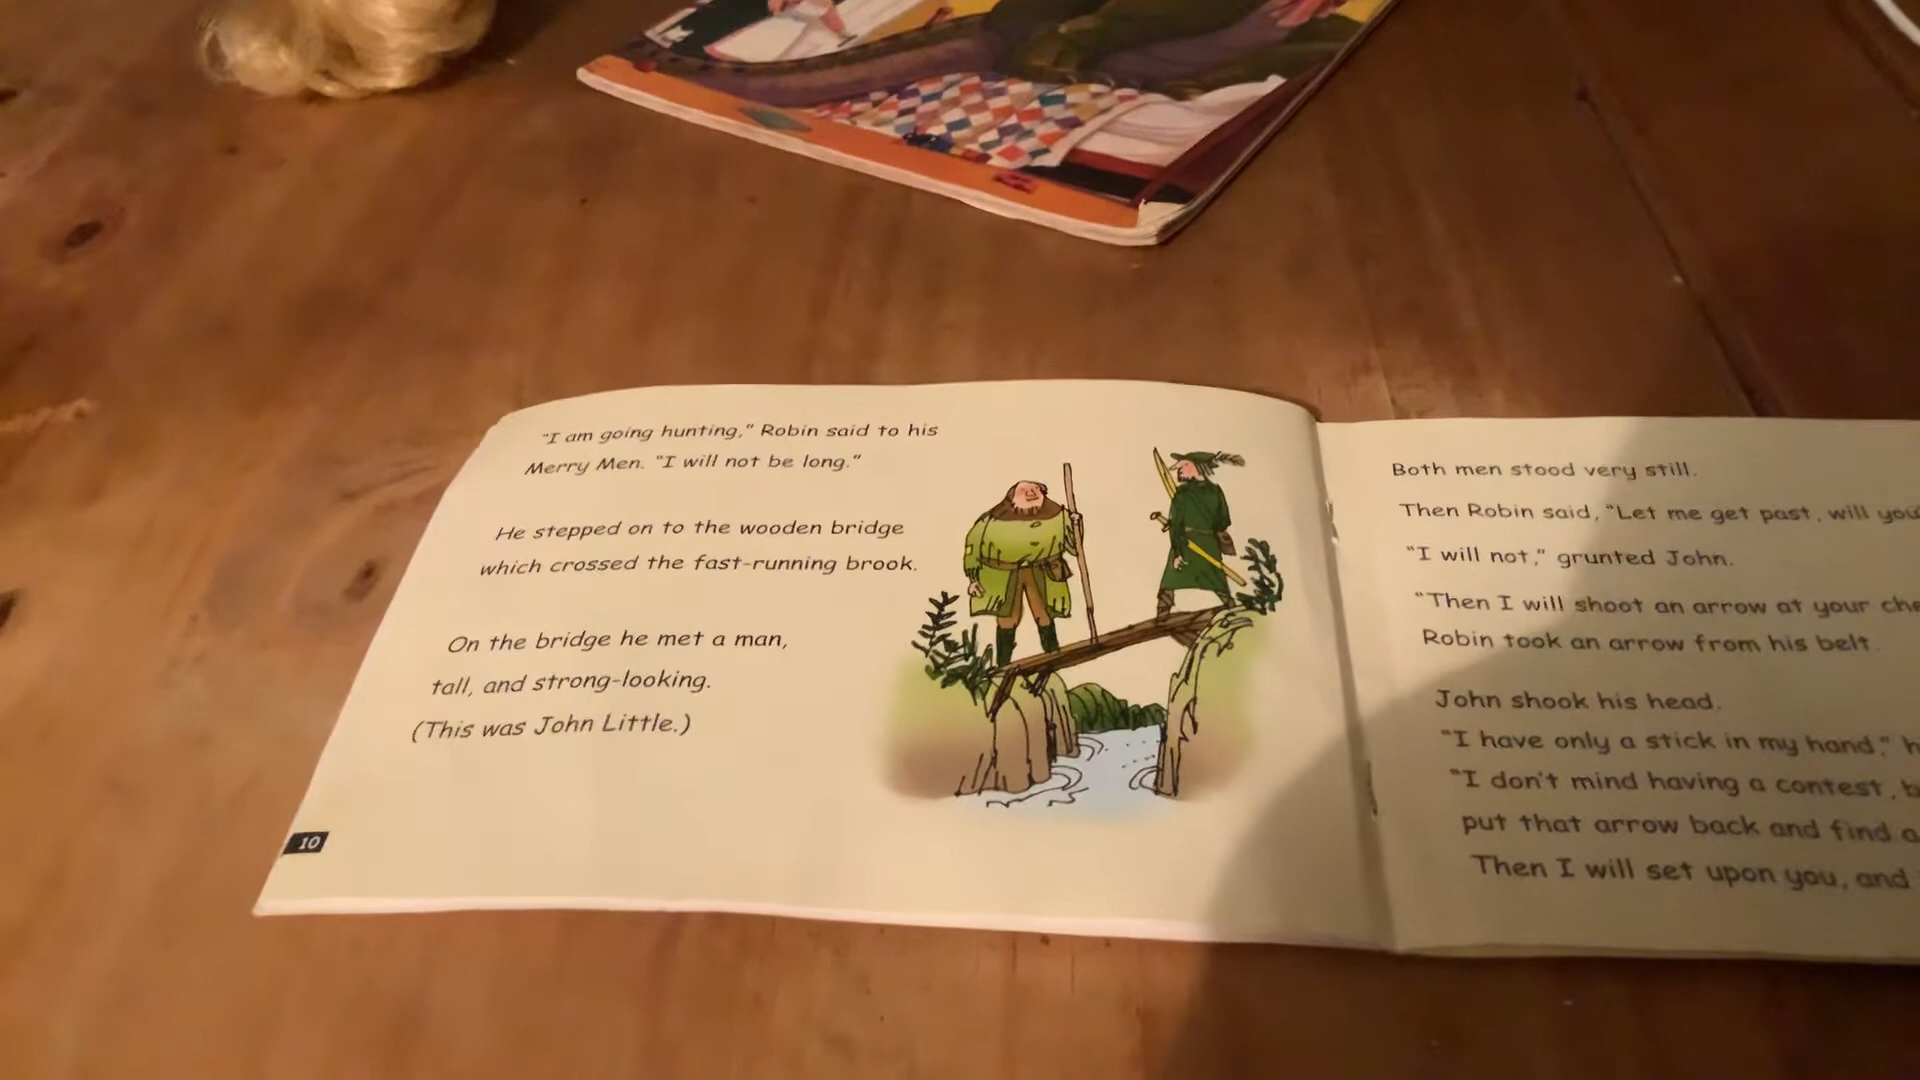 "I am going hunting," Robin said to his
Merry Men. "I will not be long."
He stepped on to the wooden bridge
which crossed the fast-running brook.
On the bridge he met a man,
tall, and strong-looking.
(This was John Little.)
10
Both men stood very still.
Then Robin said, "Let me get past, will you
"I will not," grunted John.
"Then I will shoot an arrow at your
Robin took an arrow from his belt.
John shook his head.
"I have only a stick in my hand,"
"I don't mind having a contest,
put that arrow back and find a
Then I will set upon you, and